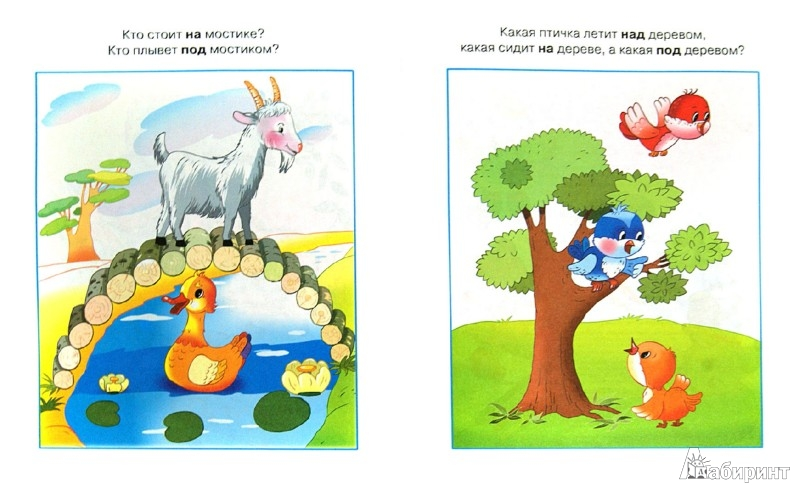 Кто стоит на мостике?
Кто плывет под мостиком?
Какая птичка летит над деревом,
какая сидит на дереве, а какая под деревом?
Лабиринт